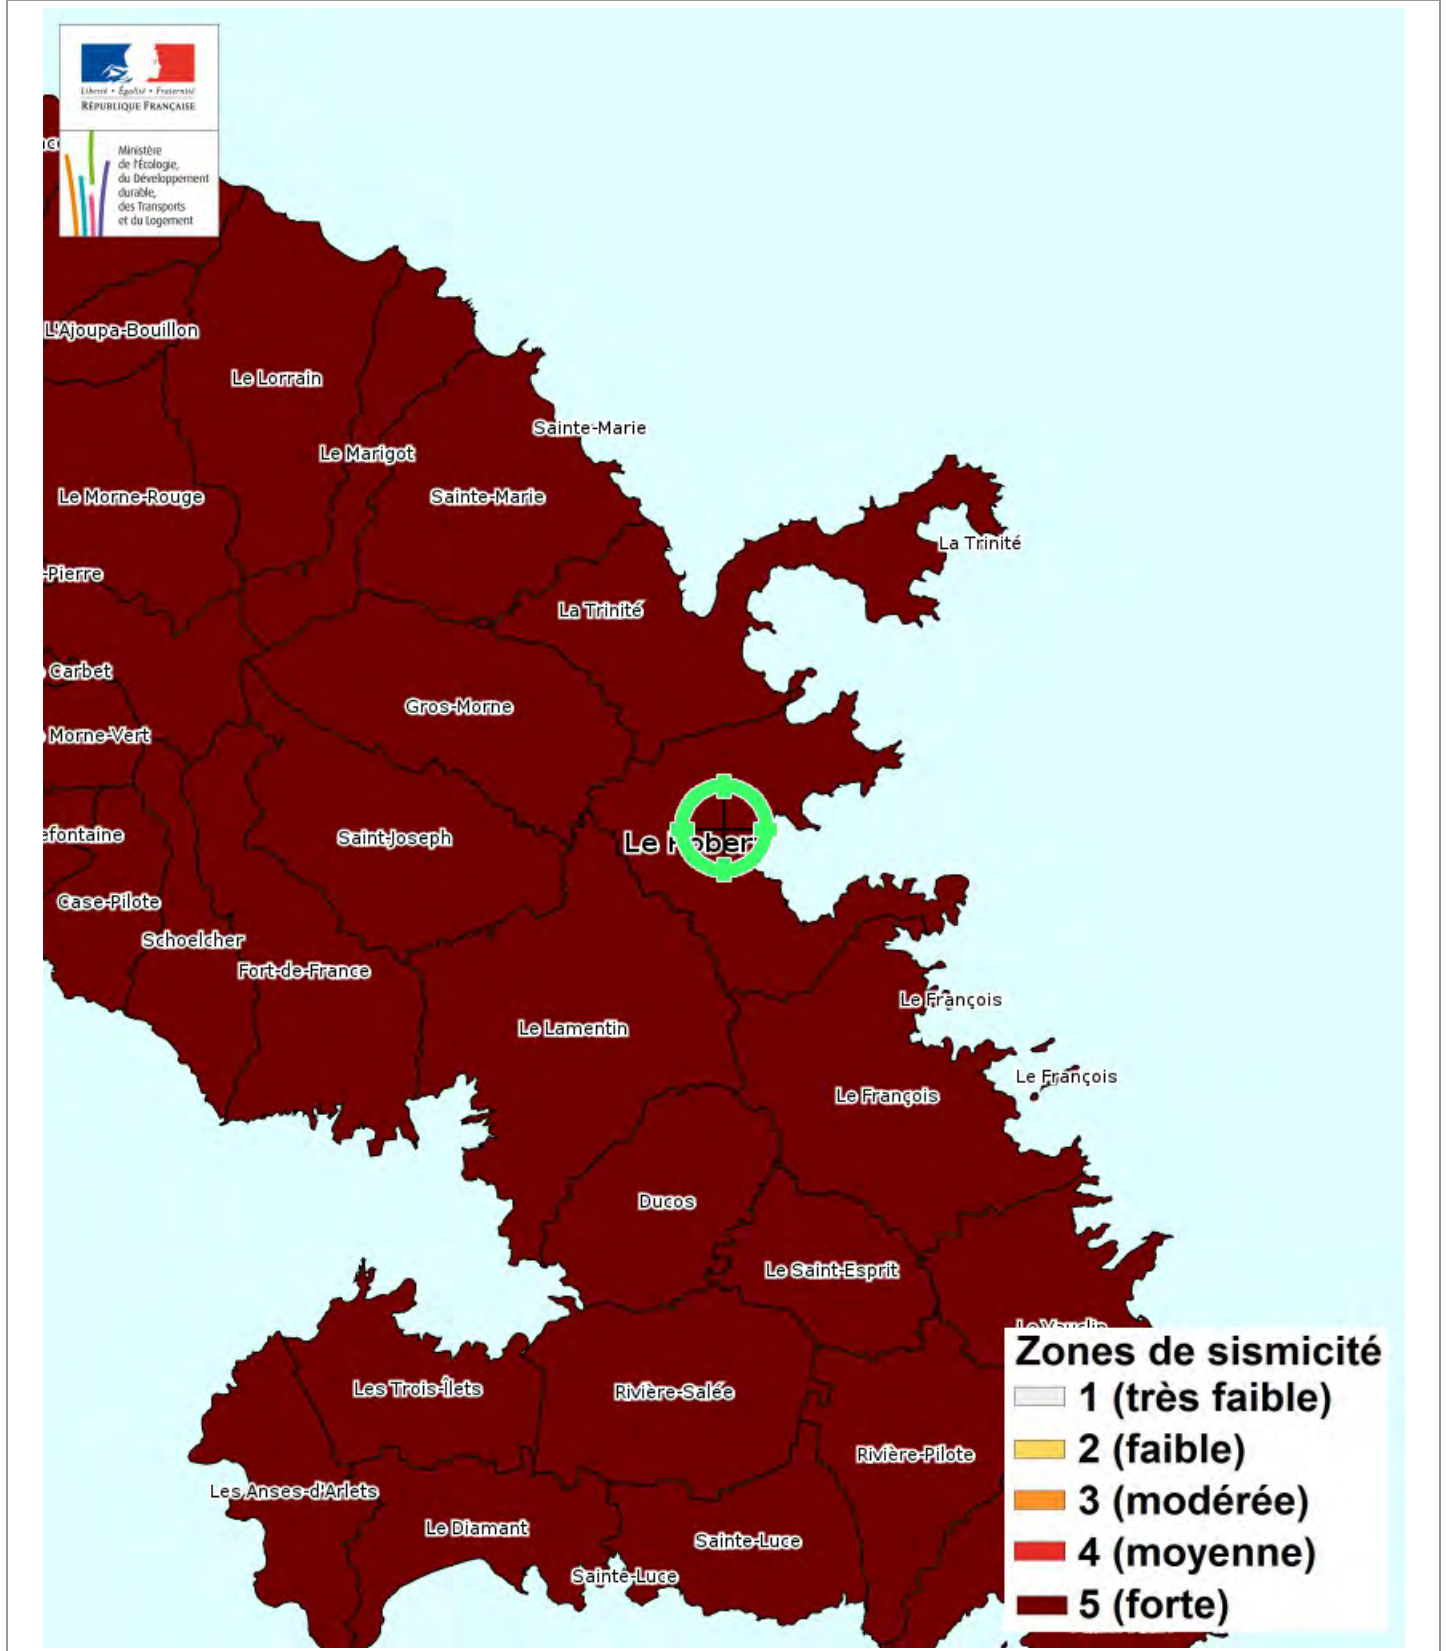 Liberté • Égalité • Fraternité
RÉPUBLIQUE FRANÇAISE
Ministère
de l'Écologie,
du Développement
durable,
des Transports
et du Logement
L'Ajoupa-Bouillon
Le Lorrain
Sainte-Marie
Le Marigot
Le Morne-Rouge
Sainte-Marie
La Trinité
-Pierre
La Trinité
Carbet
Gros-Morne
Morne-Vert
efontaine
Saint-Joseph
Le Robert
Case-Pilote
Schoelcher
Fort-de-France
Le François
Le Lamentin
Le François
Le François
Ducos
Le Saint-Esprit
Le Vauclin
Zones de sismicité
1 (très faible)
2 (faible)
3 (modérée)
4 (moyenne)
5 (forte)
Les Trois-Îlets
Rivière-Salée
Rivière-Pilote
Les Anses-d'Arlets
Le Diamant
Sainte-Luce
Sainte-Luce